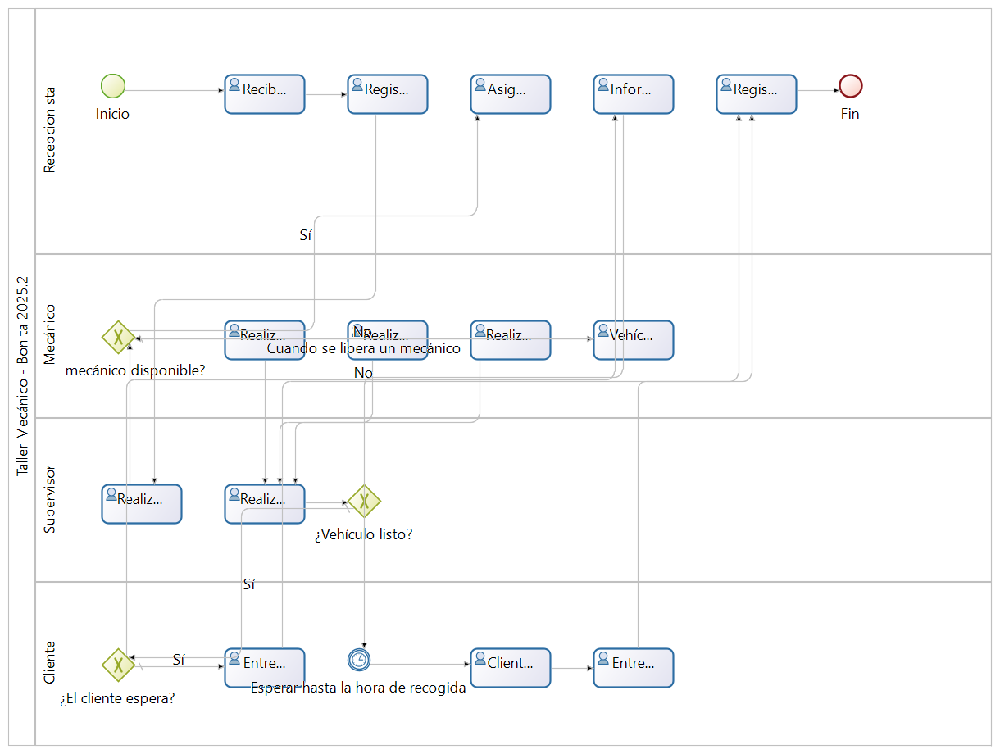 Taller Mecánico - Bonita 2025.2
Recepcionista
Inicio
Recib...
Regis...
Asig...
Infor...
Regis...
Fin
Sí
Mecánico
mecánico disponible?
Realiz...
No
Realiz...
Realiz...
Vehíc...
Cuando se libera un mecánico
No
Supervisor
Realiz...
Realiz...
¿Vehículo listo?
Sí
Cliente
¿El cliente espera?
Sí
Entre...
Esperar hasta la hora de recogida
Client...
Entre...